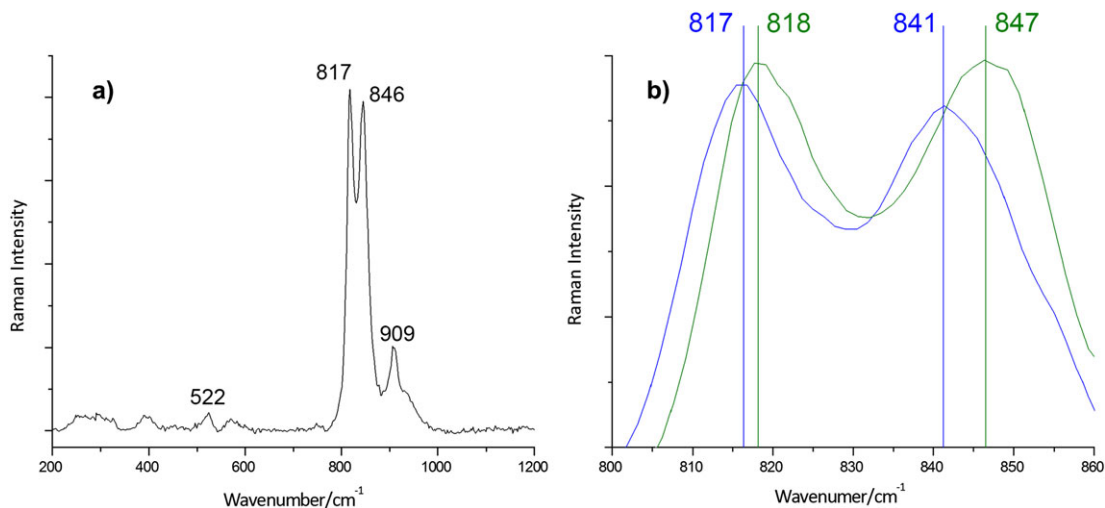 a)
817
846
909
522
Raman Intensity
200 400 600 800 1000 1200
Wavenumber/cm⁻¹
817 818 841 847
b)
Raman Intensity
800 810 820 830 840 850 860
Wavenumer/cm⁻¹